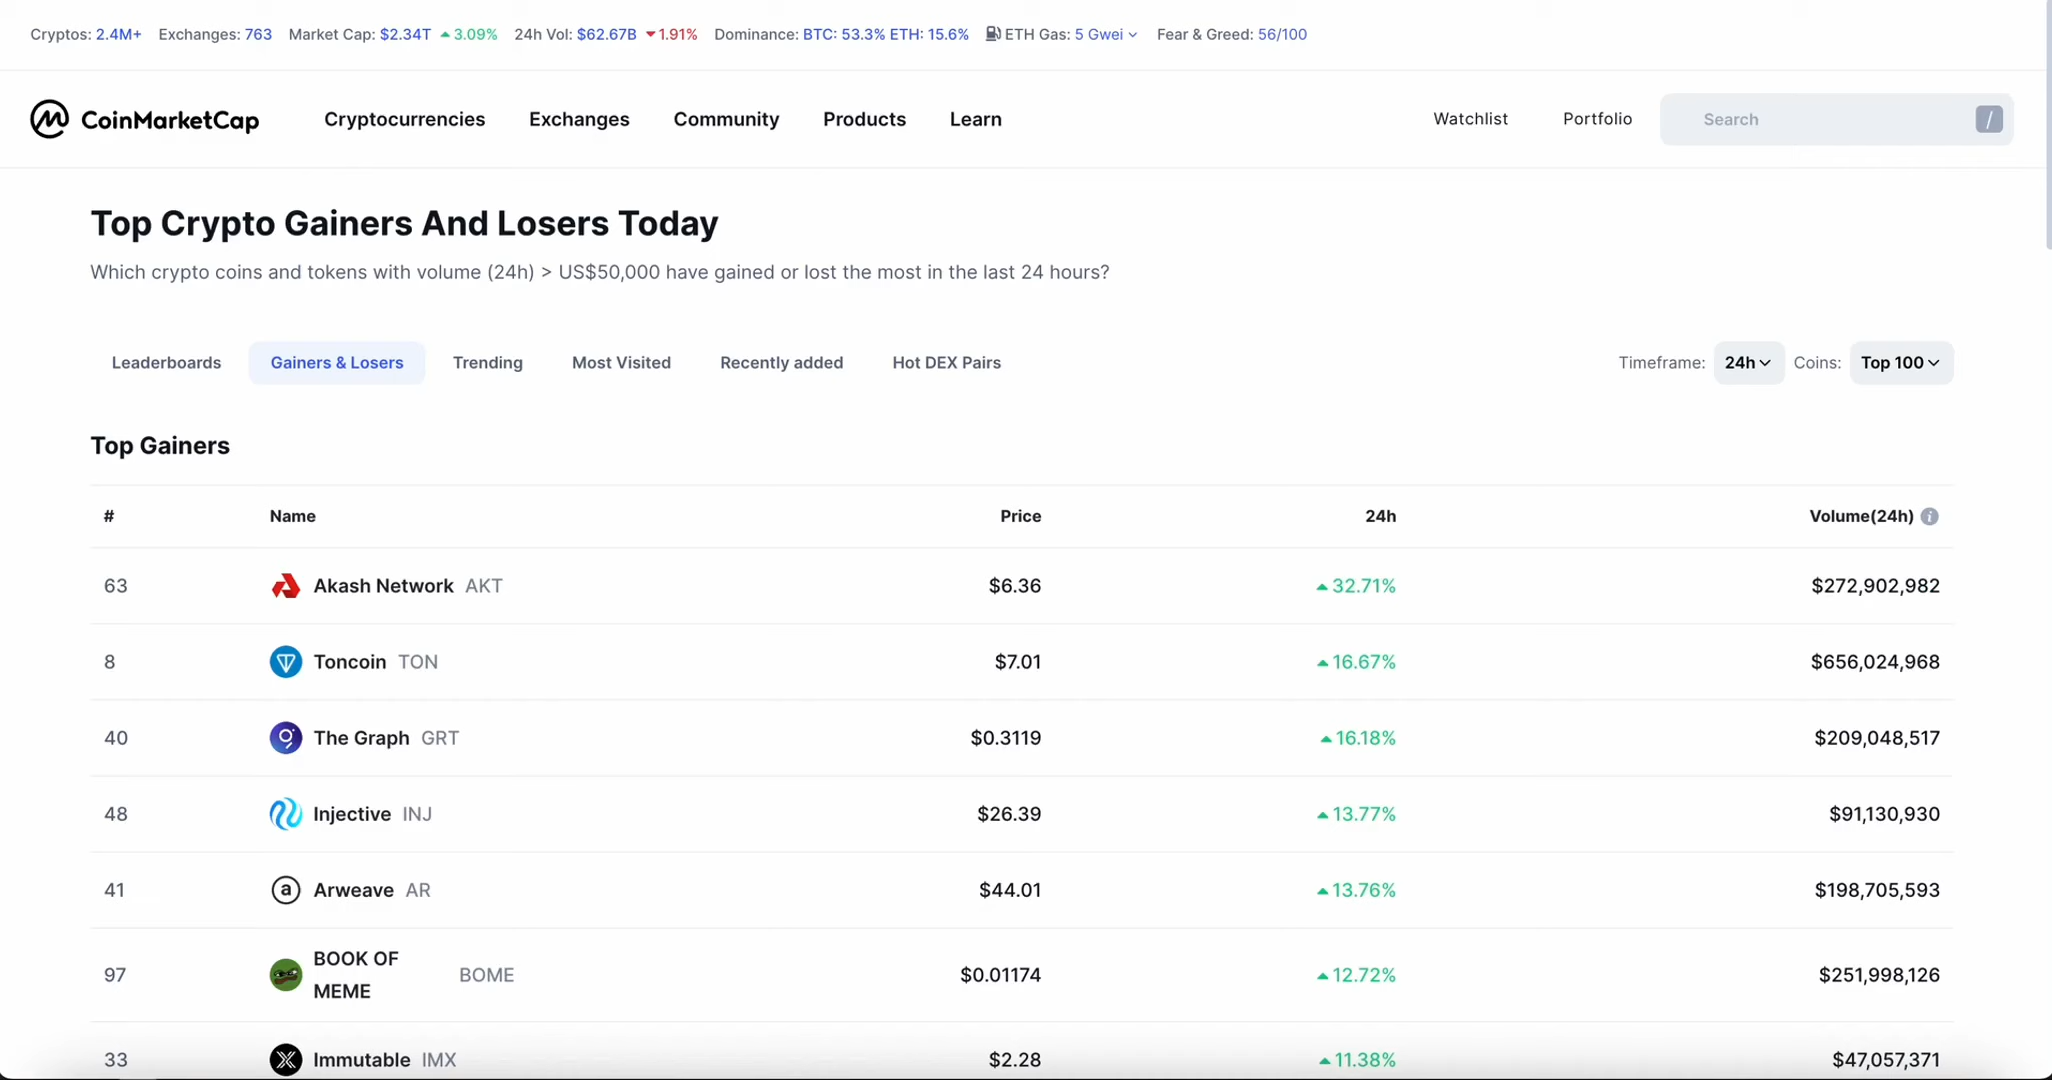 Cryptos: 2.4M+ Exchanges: 763 Market Cap: $2.34T 3.09% 24h Vol: $62.67B 1.91% Dominance: BTC: 53.3% ETH: 15.6% ETH Gas: 5 Gwei Fear & Greed: 56/100
CoinMarketCap Cryptocurrencies Exchanges Community Products Learn Watchlist Portfolio Search /
Top Crypto Gainers And Losers Today
Which crypto coins and tokens with volume (24h) > US$50,000 have gained or lost the most in the last 24 hours?
Leaderboards Gainers & Losers Trending Most Visited Recently added Hot DEX Pairs Timeframe: 24h Coins: Top 100
Top Gainers
# Name Price 24h Volume(24h)
63 Akash Network AKT $6.36 32.71% $272,902,982
8 Toncoin TON $7.01 16.67% $656,024,968
40 The Graph GRT $0.3119 16.18% $209,048,517
48 Injective INJ $26.39 13.77% $91,130,930
41 Arweave AR $44.01 13.76% $198,705,593
97 BOOK OF
MEME BOME $0.01174 12.72% $251,998,126
33 Immutable IMX $2.28 11.38% $47,057,371